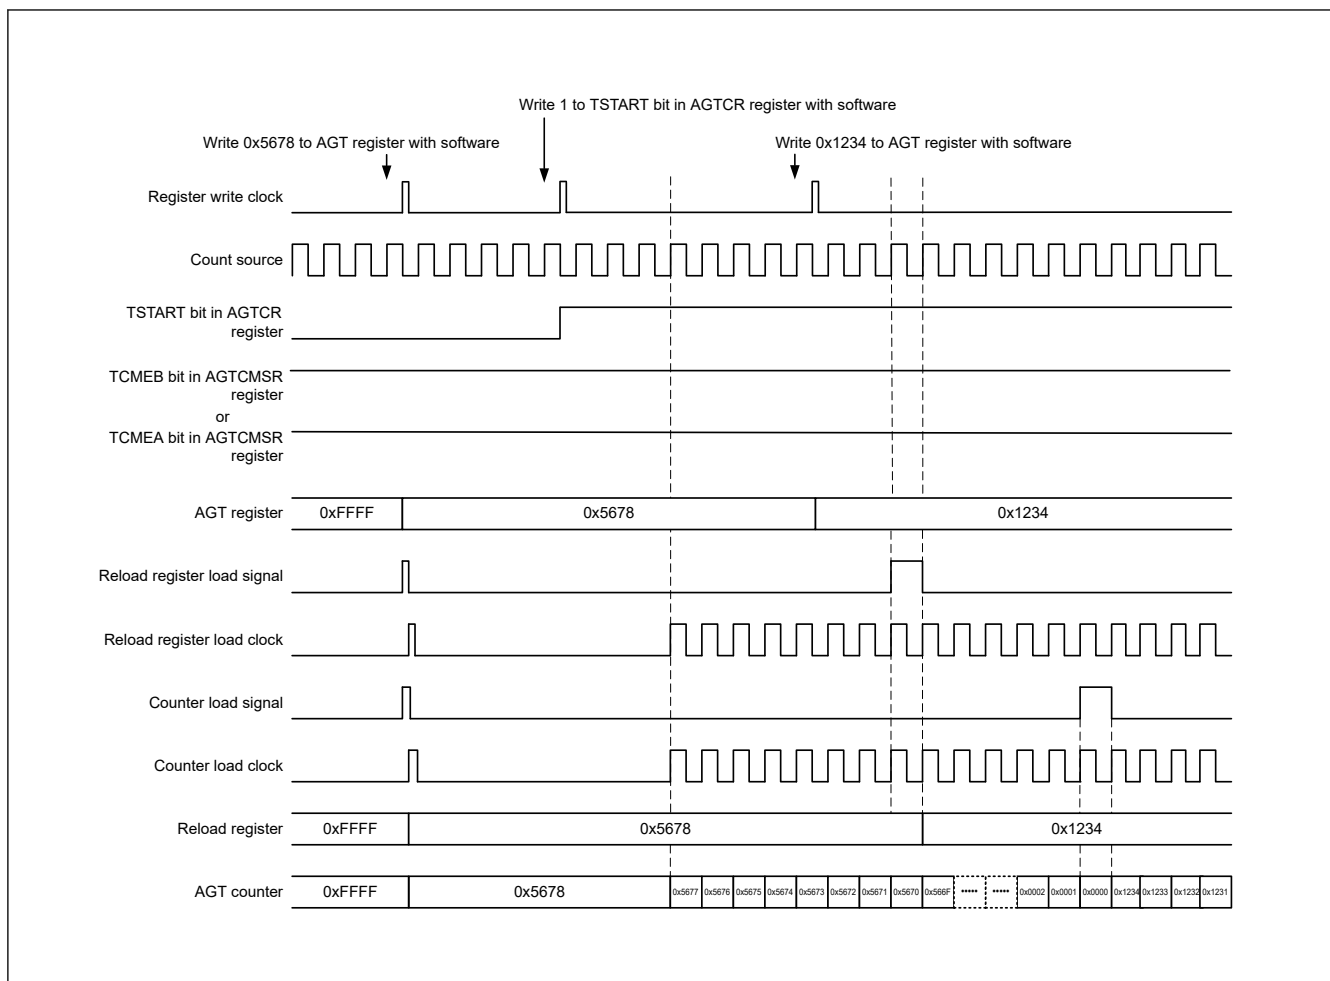 Write 1 to TSTART bit in AGTCR register with software
Write 0x5678 to AGT register with software
Write 0x1234 to AGT register with software
Register write clock
Count source
TSTART bit in AGTCR
register
TCMEB bit in AGTCMSR
register
or
TCMEA bit in AGTCMSR
register
AGT register
0xFFFF
0x5678
0x1234
Reload register load signal
Reload register load clock
Counter load signal
Counter load clock
Reload register
0xFFFF
0x5678
0x1234
AGT counter
0xFFFF
0x5678
0x5677
0x5676
0x5675
0x5674
0x5673
0x5672
0x5671
0x5670
0x566F
•••••
•••••
0x0002
0x0001
0x0000
0x1234
0x1233
0x1232
0x1231